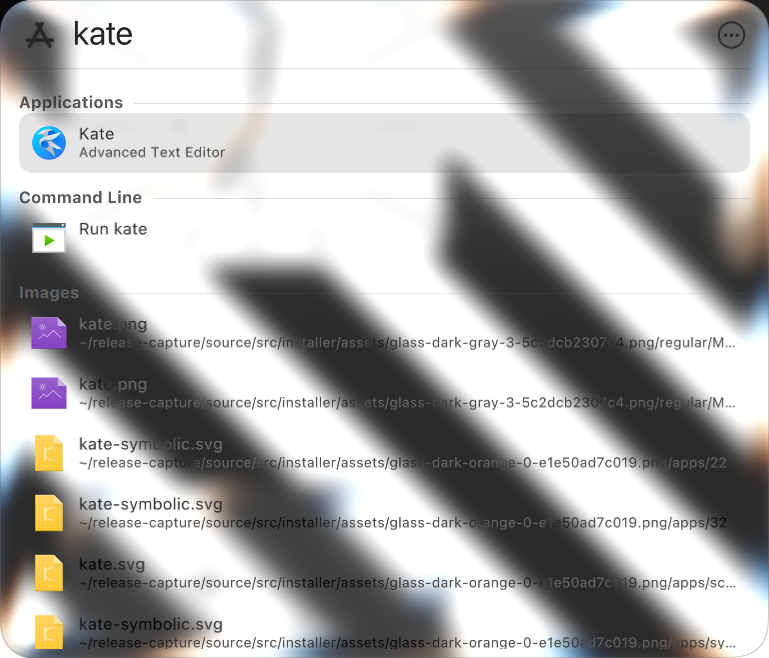 kate
Applications
Kate
Advanced Text Editor
Command Line
Run kate
Images
kate.png
~/release-capture/source/src/installer/assets/glass-dark-gray-3-5c2dcb2307c4.png/regular/M...
kate.png
~/release-capture/source/src/installer/assets/glass-dark-gray-3-5c2dcb2307c4.png/regular/M...
kate-symbolic.svg
~/release-capture/source/src/installer/assets/glass-dark-orange-0-e1e50ad7c019.png/apps/22
kate-symbolic.svg
~/release-capture/source/src/installer/assets/glass-dark-orange-0-e1e50ad7c019.png/apps/32
kate.svg
~/release-capture/source/src/installer/assets/glass-dark-orange-0-e1e50ad7c019.png/apps/sc...
kate-symbolic.svg
~/release-capture/source/src/installer/assets/glass-dark-orange-0-e1e50ad7c019.png/apps/sy...